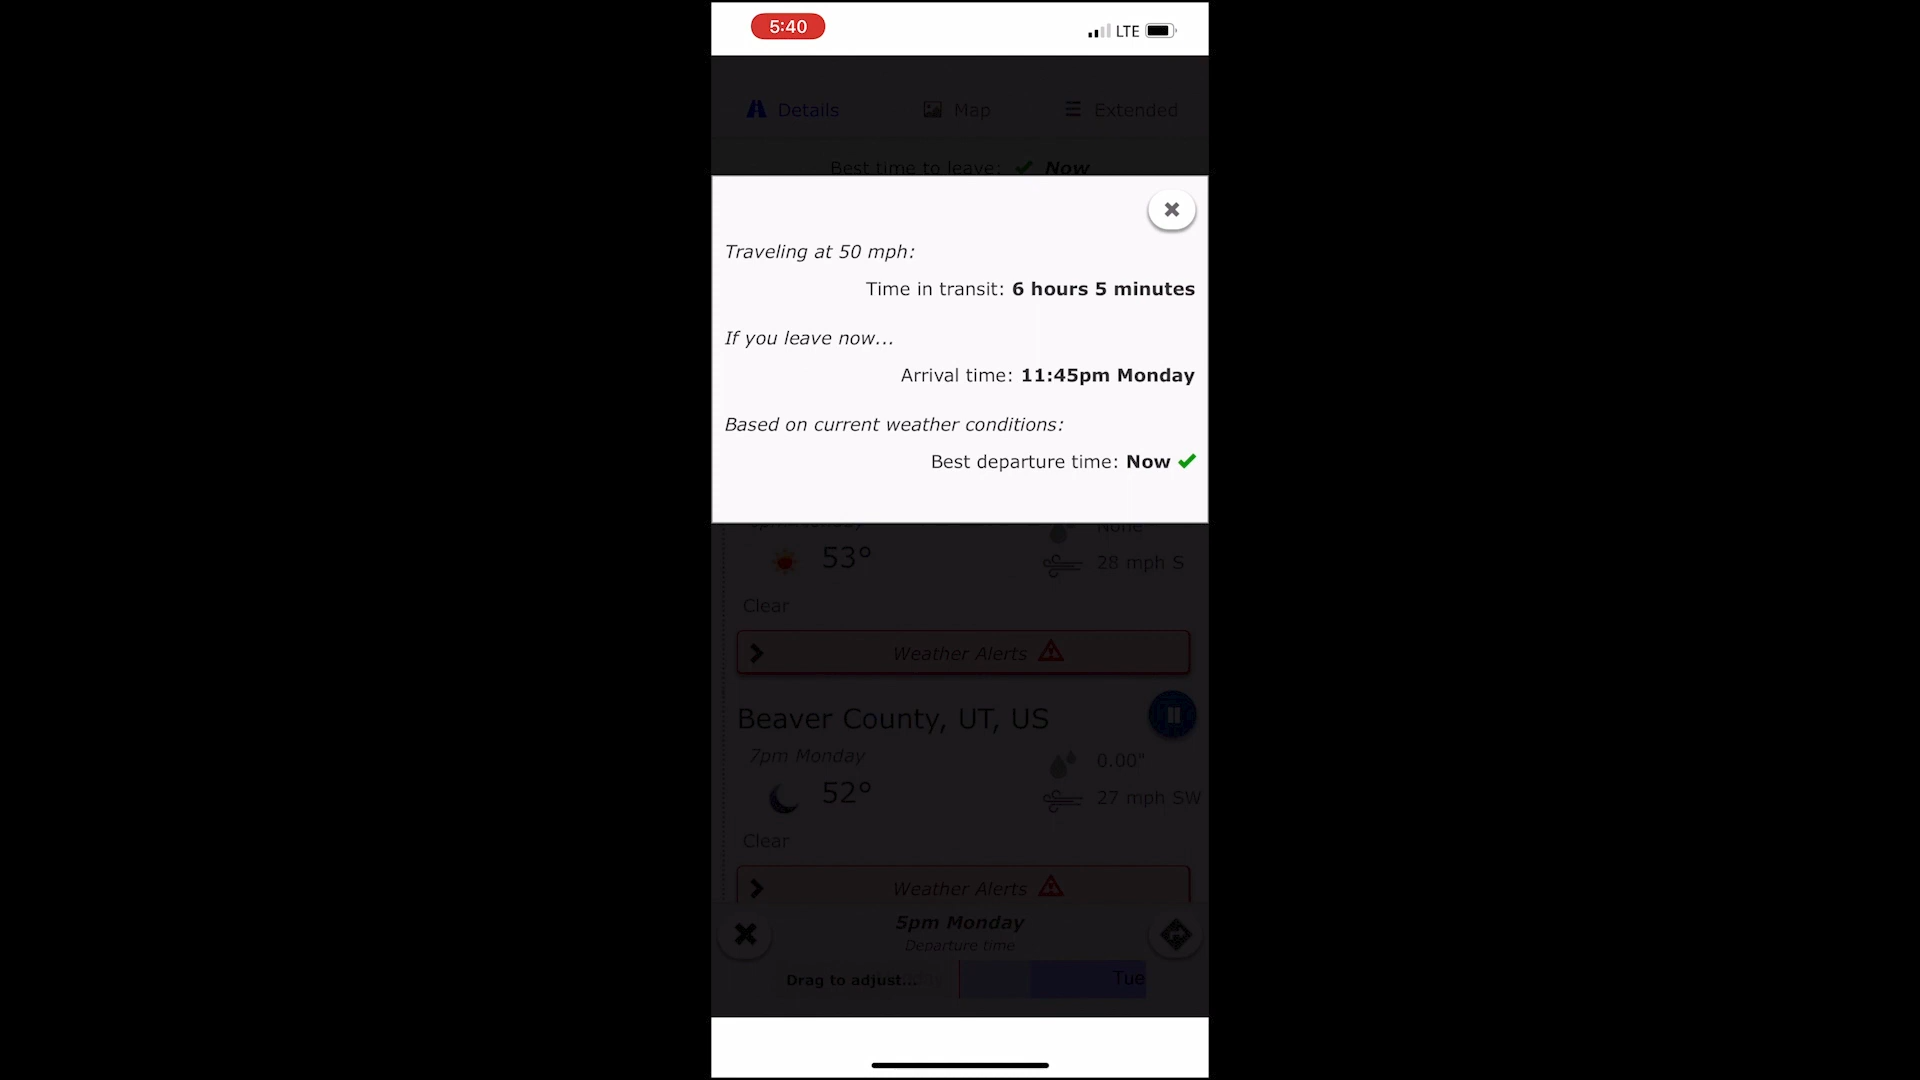 5:40
LTE
Details
Map
Extended
Best time to leave: Now
Traveling at 50 mph:
Time in transit: 6 hours 5 minutes
If you leave now...
Arrival time: 11:45pm Monday
Based on current weather conditions:
Best departure time: Now
None
53°
28 mph S
Clear
Weather Alerts
Beaver County, UT, US
7pm Monday
0.00"
52°
27 mph SW
Clear
Weather Alerts
5pm Monday
Departure time
Drag to adjust...
Tue